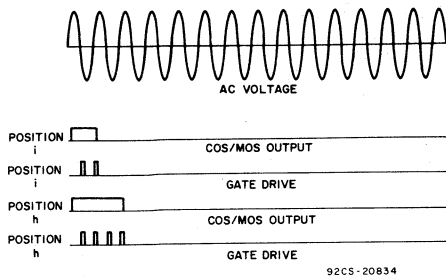 AC VOLTAGE
POSITION
i
COS/MOS OUTPUT
POSITION
i
GATE DRIVE
POSITION
h
COS/MOS OUTPUT
POSITION
h
GATE DRIVE
92CS-20834